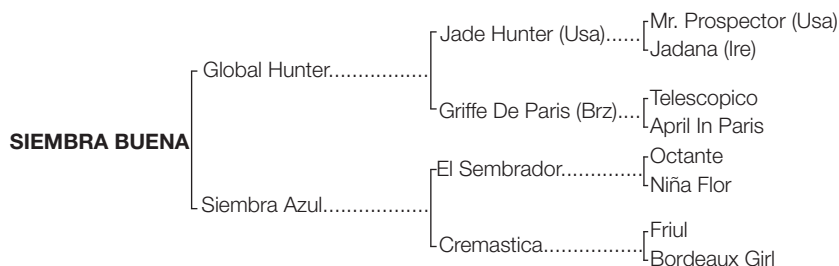 Mr. Prospector (Usa)
Jade Hunter (Usa)......
Jadana (Ire)
Global Hunter....................
Telescopico
Griffe De Paris (Brz)....
April In Paris
SIEMBRA BUENA
Octante
El Sembrador..............
Niña Flor
Siembra Azul.....................
Friul
Cremastica.................
Bordeaux Girl